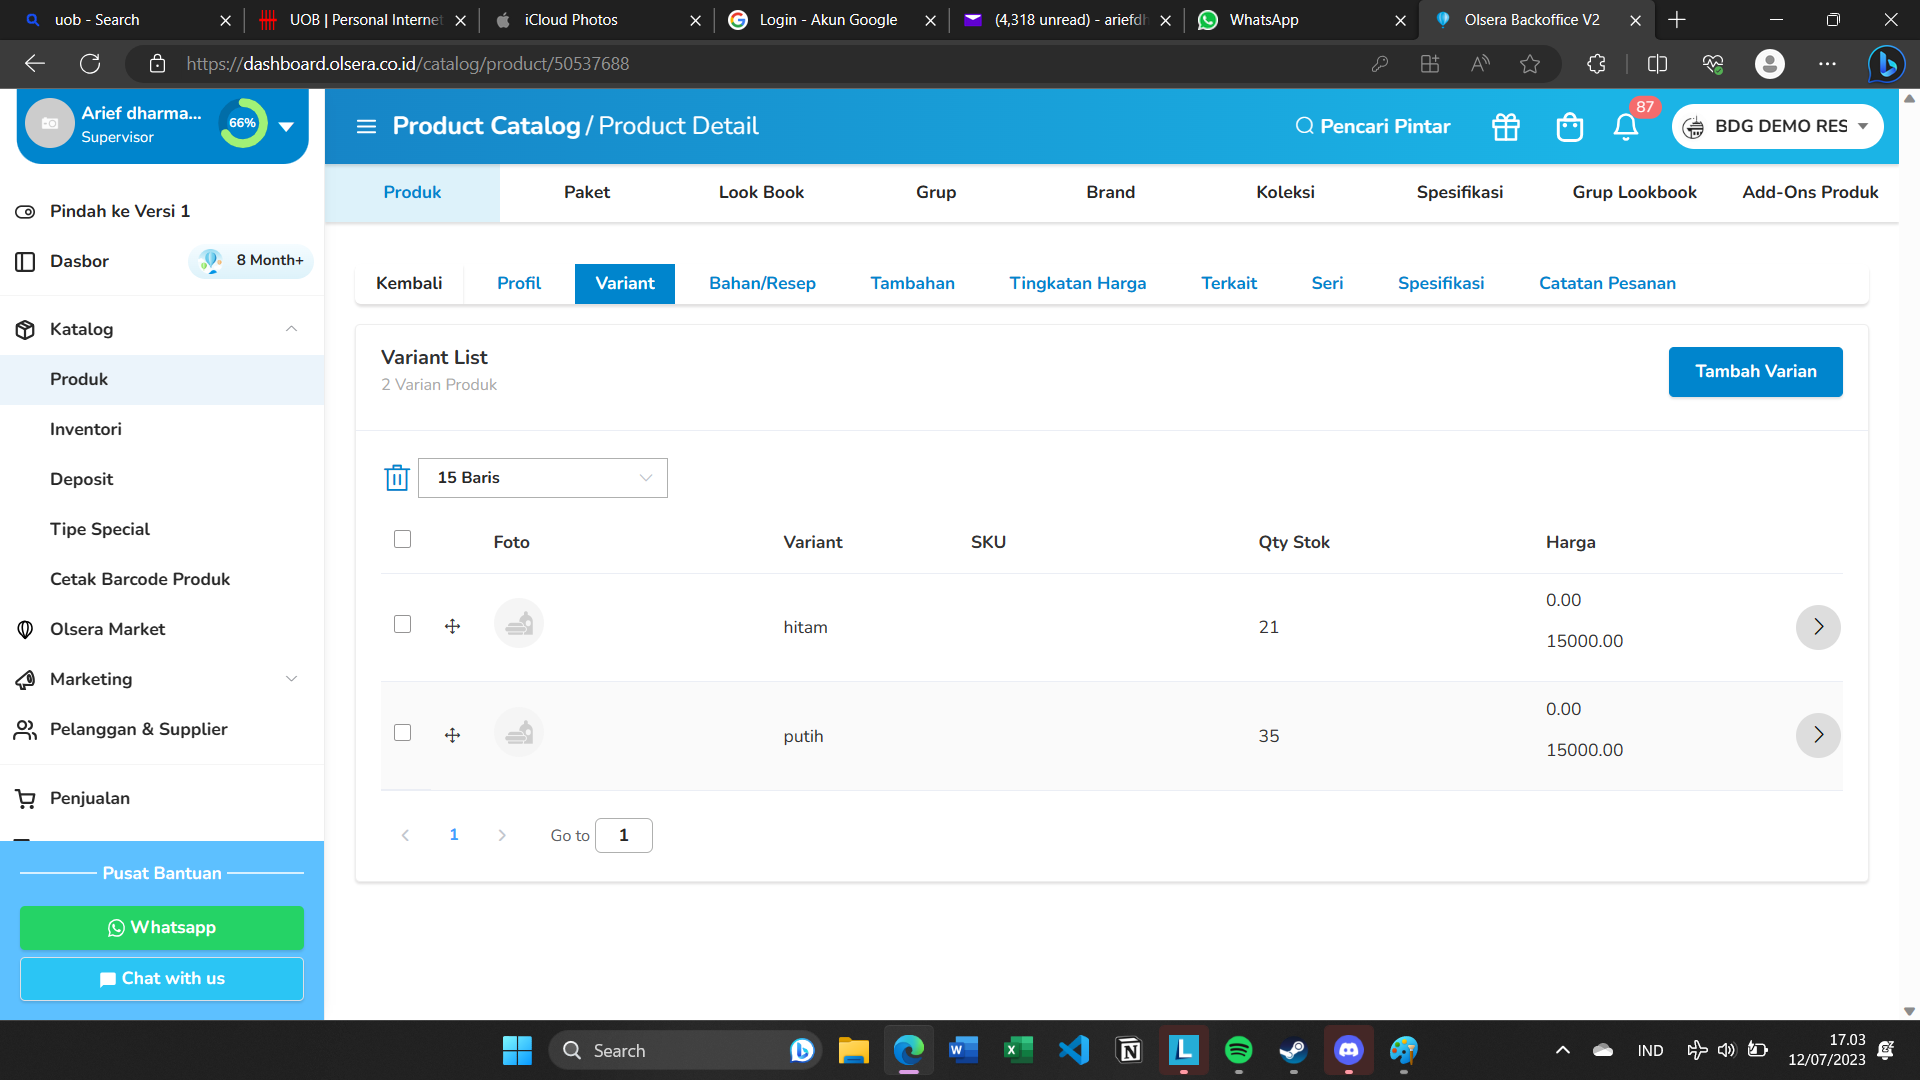 uob - Search
UOB | Personal Internet
iCloud Photos
Login - Akun Google
(4,318 unread) - ariefdh
WhatsApp
Olsera Backoffice V2
https://dashboard.olsera.co.id/catalog/product/50537688
Arief dharma...
Supervisor
66%
Product Catalog / Product Detail
Pencari Pintar
87
BDG DEMO RES
Pindah ke Versi 1
Dasbor
8 Month+
Katalog
Produk
Inventori
Deposit
Tipe Special
Cetak Barcode Produk
Olsera Market
Marketing
Pelanggan & Supplier
Penjualan
Pusat Bantuan
Whatsapp
Chat with us
Produk Paket Look Book Grup Brand Koleksi Spesifikasi Grup Lookbook Add-Ons Produk
Kembali Profil Variant Bahan/Resep Tambahan Tingkatan Harga Terkait Seri Spesifikasi Catatan Pesanan
Variant List
2 Varian Produk
Tambah Varian
15 Baris
Foto Variant SKU Qty Stok Harga
hitam 21 0.00
15000.00
putih 35 0.00
15000.00
1 Go to 1
Search
IND
17.03
12/07/2023